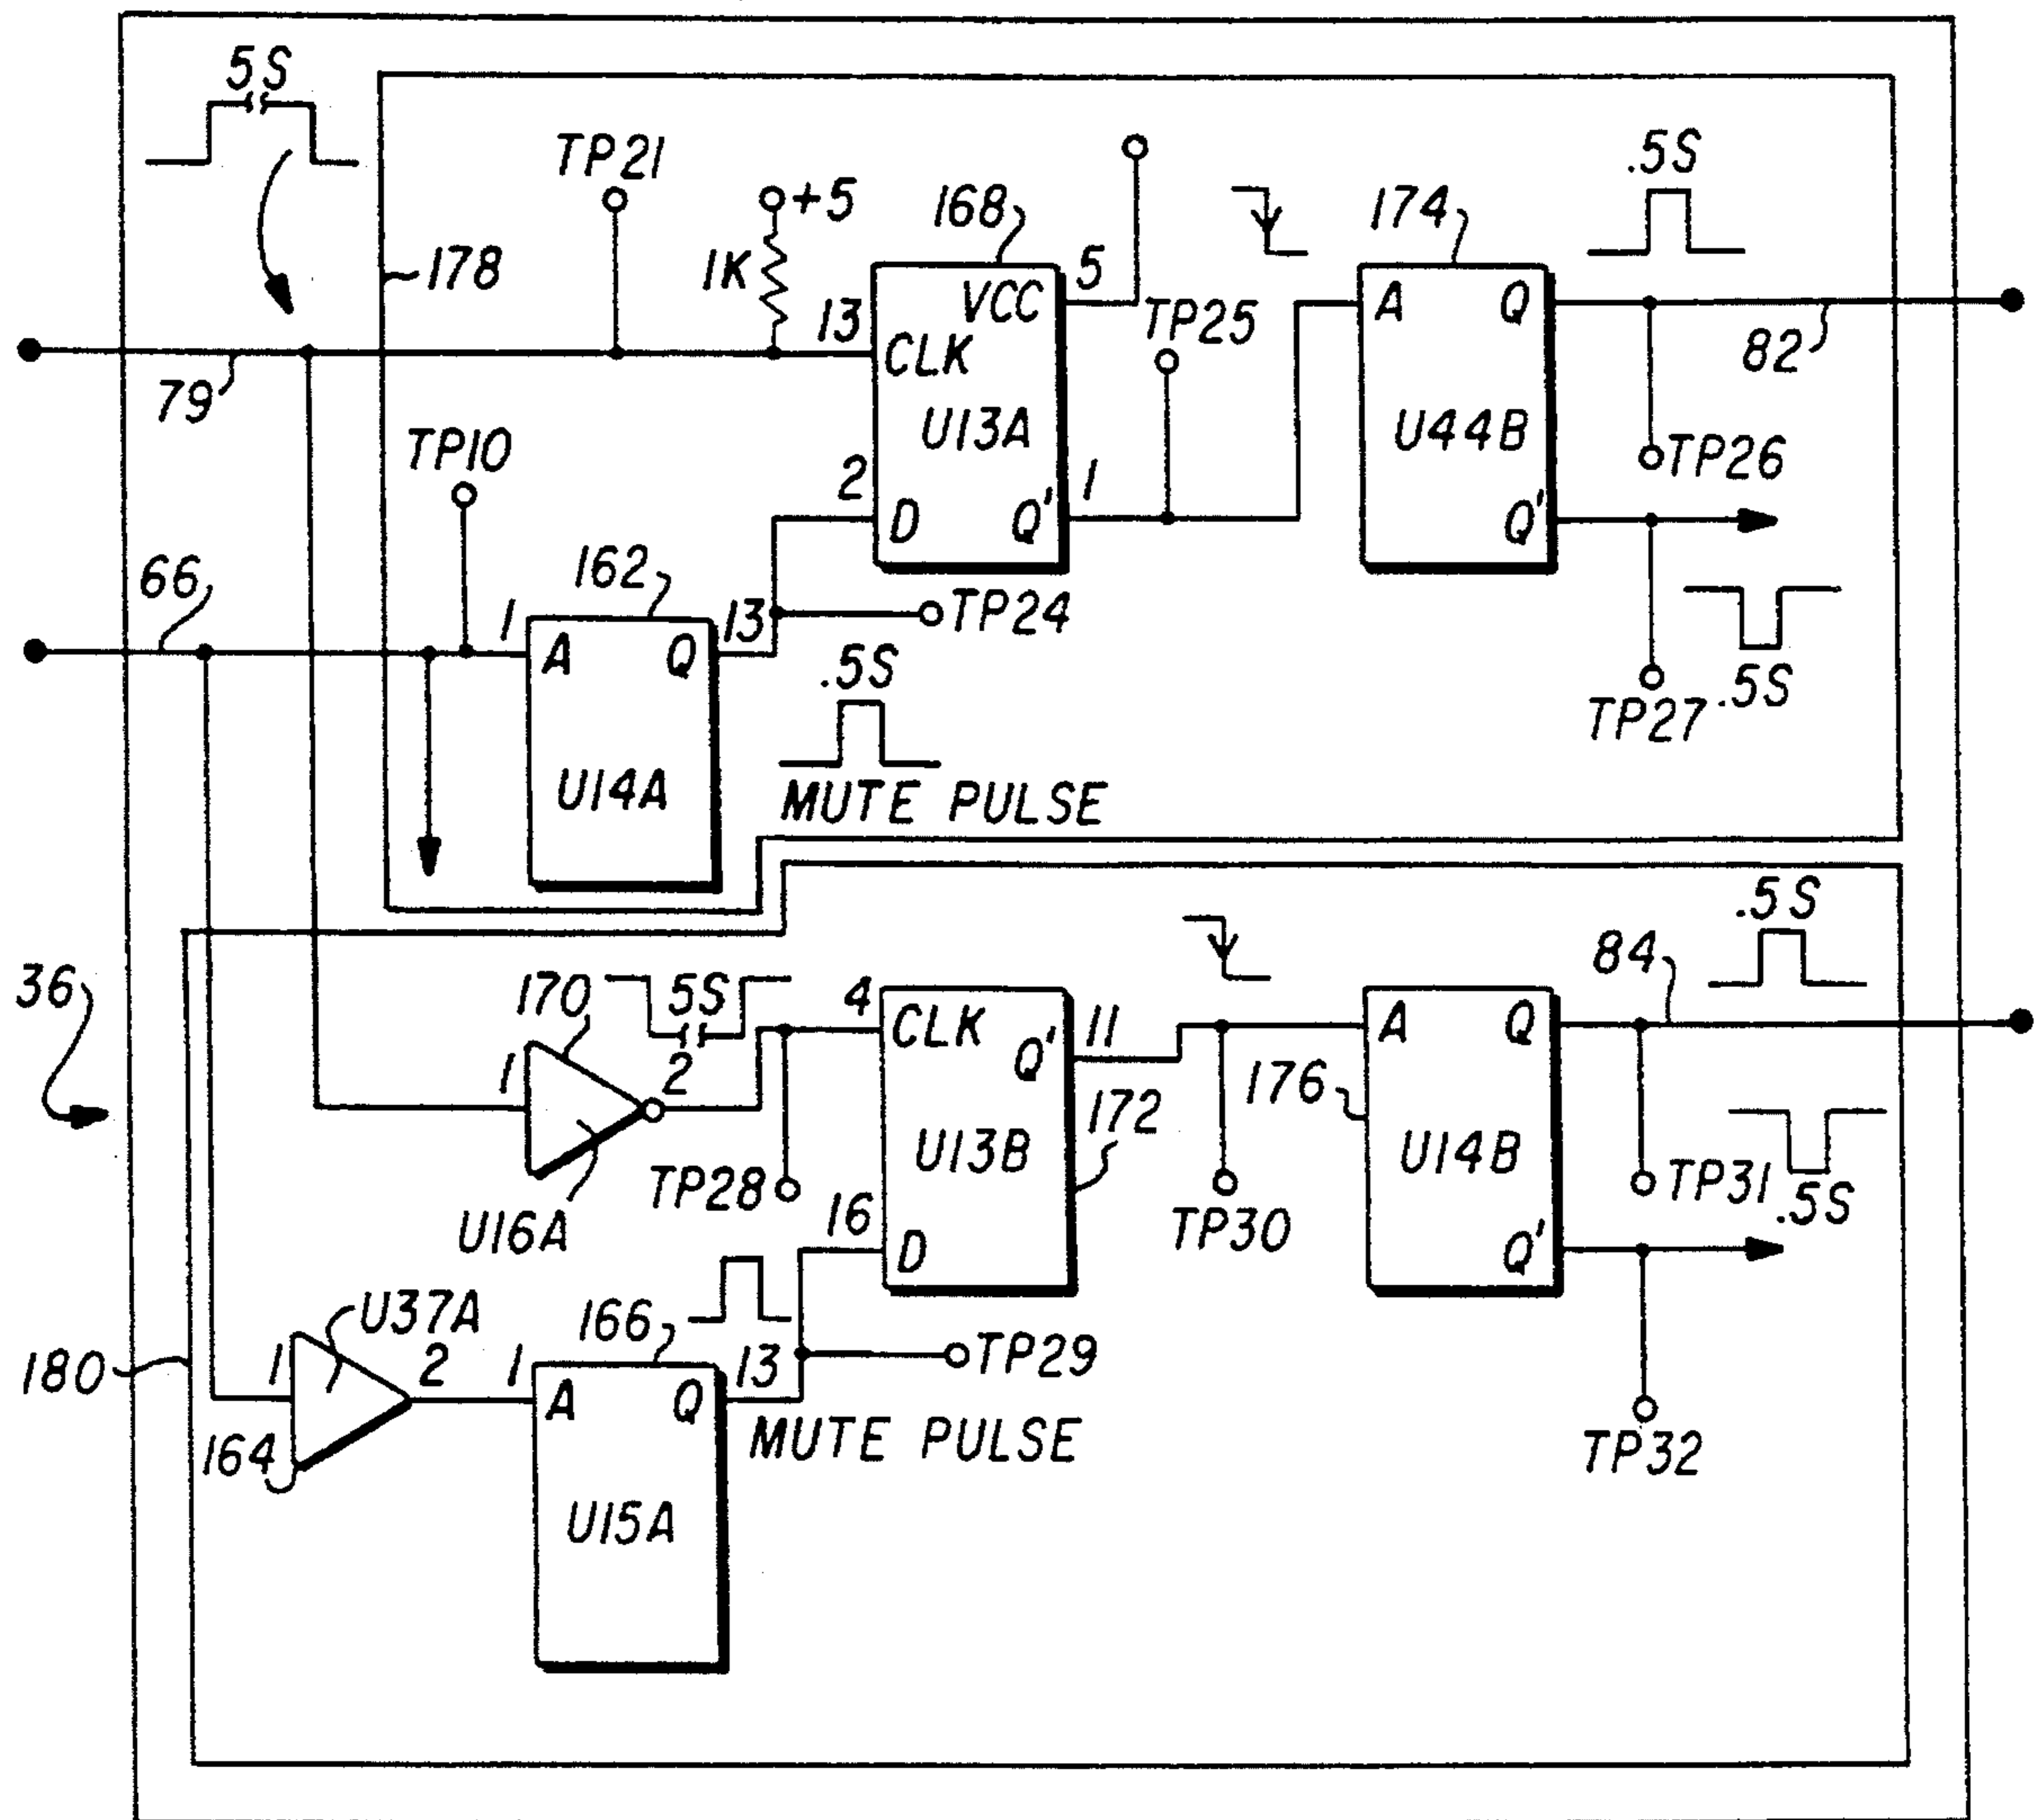 5S
TP21
+5
1K
168
VCC
5
.5S
174
178
13
CLK
TP25
A
Q
79
U13A
U44B
82
TP10
2
D
Q'
1
TP26
Q'
66
162
1
A
Q
13
TP24
.5S
TP27
.5S
U14A
MUTE PULSE
.5S
36
170
5S
4
CLK
Q'
11
A
Q
84
1
2
176
172
U13B
U14B
TP28
TP31
.5S
U16A
16
D
TP30
Q'
U37A
166
180
1
2
1
A
Q
13
TP29
164
MUTE PULSE
TP32
U15A